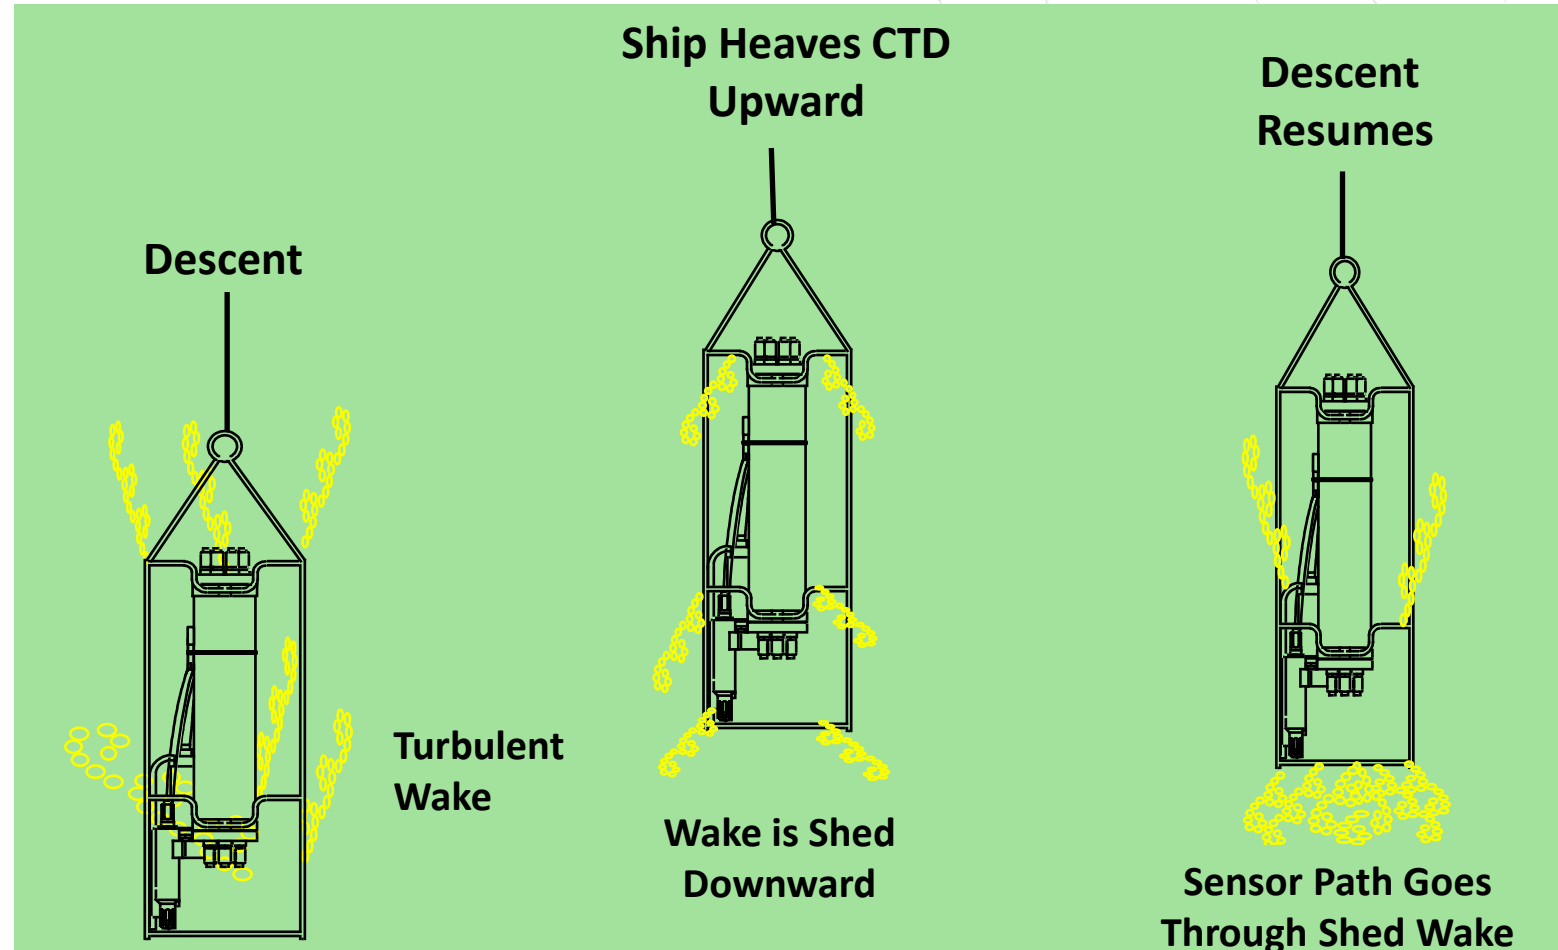 Descent
Turbulent
Wake
Ship Heaves CTD
Upward
Wake is Shed
Downward
Descent
Resumes
Sensor Path Goes
Through Shed Wake